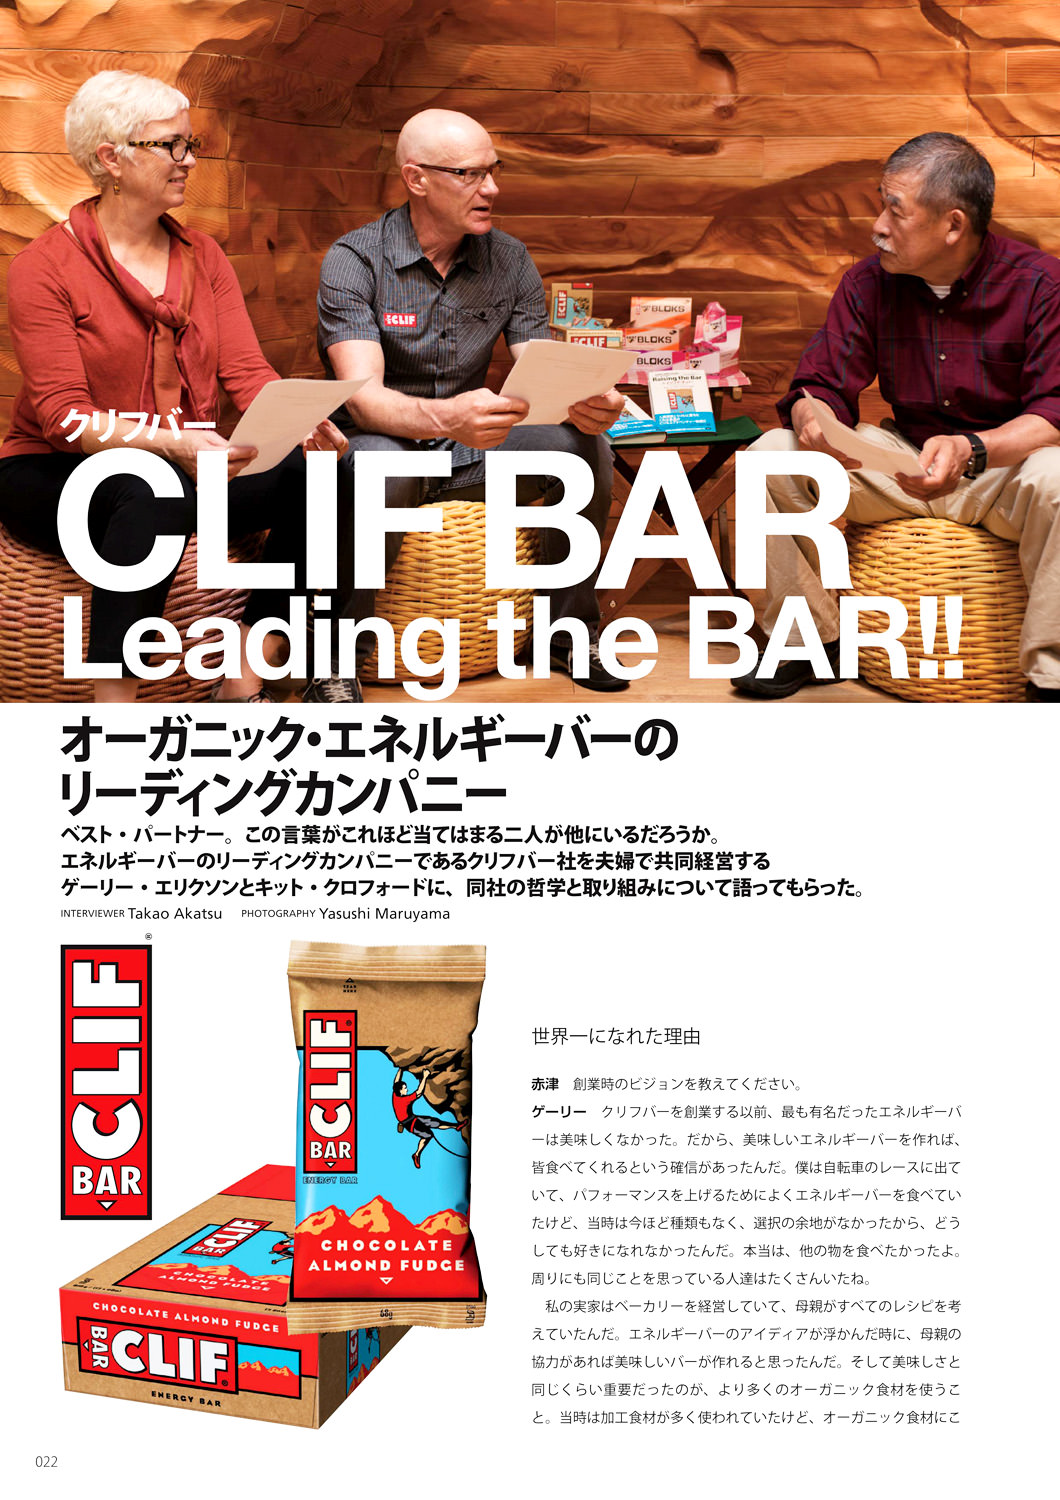 CLIF
CLIF
BLOKS
BLOKS
BLOKS
Raising the Bar
クリフバー
CLIF BAR
Leading the BAR!!
オーガニック・エネルギーバーの
リーディングカンパニー
ベスト・パートナー。この言葉がこれほど当てはまる二人が他にいるだろうか。
エネルギーバーのリーディングカンパニーであるクリフバー社を夫婦で共同経営する
ゲーリー・エリクソンとキット・クロフォードに、同社の哲学と取り組みについて語ってもらった。
INTERVIEWER Takao Akatsu PHOTOGRAPHY Yasushi Maruyama
®
CLIF
BAR
TEAR
HERE
CLIF
BAR
ENERGY BAR
CHOCOLATE
ALMOND FUDGE
68g
CLIF
BAR
CHOCOLATE
ALMOND FUDGE
CHOCOLATE ALMOND FUDGE
CLIF
BAR
ENERGY BAR
世界一になれた理由
赤津　創業時のビジョンを教えてください。
ゲーリー　クリフバーを創業する以前、最も有名だったエネルギーバ
ーは美味しくなかった。だから、美味しいエネルギーバーを作れば、
皆食べてくれるという確信があったんだ。僕は自転車のレースに出て
いて、パフォーマンスを上げるためによくエネルギーバーを食べてい
たけど、当時は今ほど種類もなく、選択の余地がなかったから、どう
しても好きになれなかったんだ。本当は、他の物を食べたかったよ。
周りにも同じことを思っている人達はたくさんいたね。
　私の実家はベーカリーを経営していて、母親がすべてのレシピを考
えていたんだ。エネルギーバーのアイディアが浮かんだ時に、母親の
協力があれば美味しいバーが作れると思ったんだ。そして美味しさと
同じくらい重要だったのが、より多くのオーガニック食材を使うこ
と。当時は加工食材が多く使われていたけど、オーガニック食材にこ
022